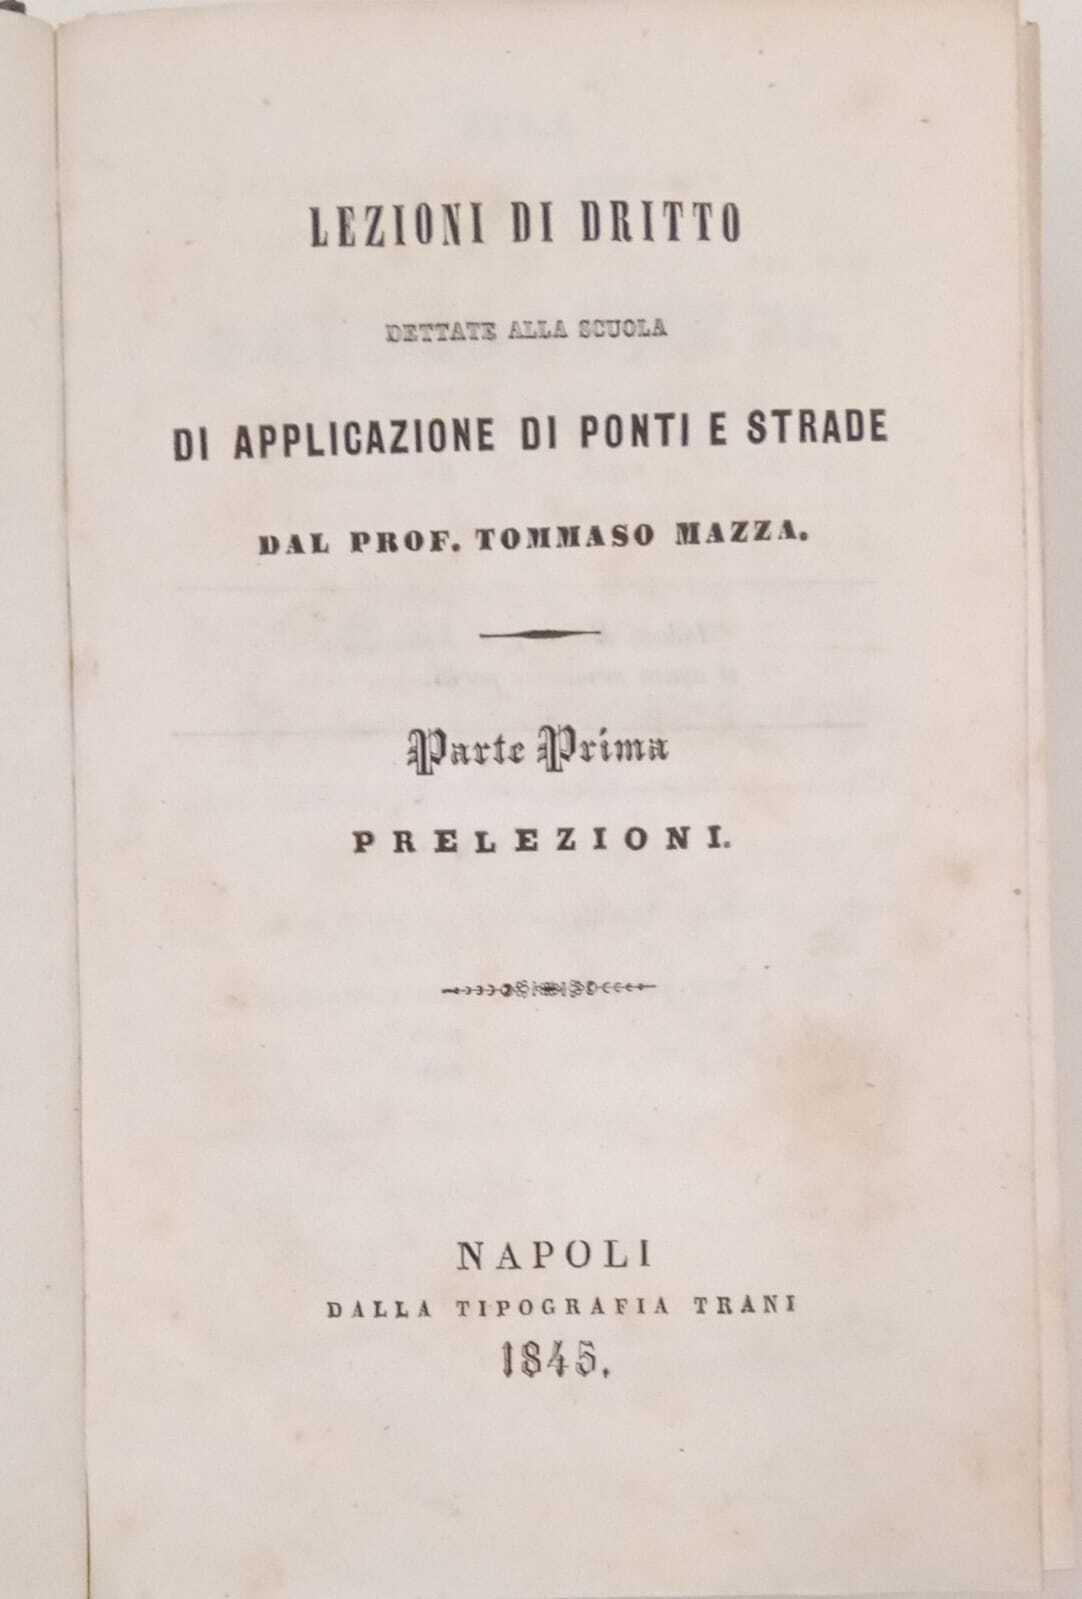 LEZIONI DI DRITTO
DETTATE ALLA SCUOLA
DI APPLICAZIONE DI PONTI E STRADE
DAL PROF. TOMMASO MAZZA.
Parte Prima
PRELEZIONI.
NAPOLI
DALLA TIPOGRAFIA TRANI
1845.